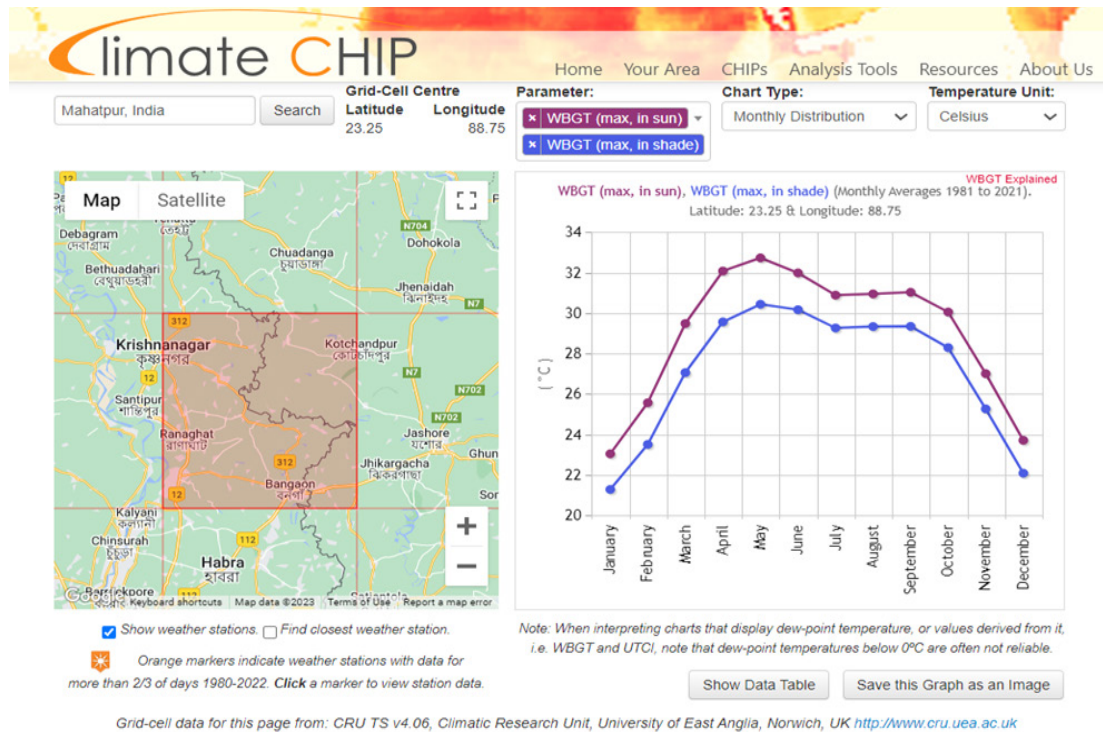 Climate CHIP
Home Your Area CHIPs Analysis Tools Resources About Us
Mahatpur, India
Search
Grid-Cell Centre
Latitude Longitude
23.25 88.75
Parameter:
× WBGT (max, in sun)
× WBGT (max, in shade)
Chart Type:
Monthly Distribution
Temperature Unit:
Celsius
Map Satellite
12
N704
Debagram
দেবাগ্রাম
Dohokola
Chuadanga
চুয়াডাঙ্গা
Bethuadahari
বেথুয়াডহরী
Jhenaidah
ঝিনাইদহ
N7
312
Krishnanagar
কৃষ্ণনগর
Kotchandpur
কোটচাঁদপুর
12
N7
N702
Santipur
শান্তিপুর
N702
Ranaghat
রাণাঘাট
Jashore
যশোর
Ghun
312
Jhikargacha
ঝিকরগাছা
Bangaon
বনগাঁ
Sor
12
Kalyani
কল্যানী
Chinsurah
চুঁচুড়া
112
Habra
হাবরা
Google
Keyboard shortcuts Map data ©2023 Terms of Use Report a map error
Show weather stations. Find closest weather station.
Orange markers indicate weather stations with data for
more than 2/3 of days 1980-2022. Click a marker to view station data.
WBGT Explained
WBGT (max, in sun), WBGT (max, in shade) (Monthly Averages 1981 to 2021).
Latitude: 23.25 & Longitude: 88.75
34
32
30
28
26
24
22
20
(°C)
January
February
March
April
May
June
July
August
September
October
November
December
Note: When interpreting charts that display dew-point temperature, or values derived from it,
i.e. WBGT and UTCI, note that dew-point temperatures below 0ºC are often not reliable.
Show Data Table
Save this Graph as an Image
Grid-cell data for this page from: CRU TS v4.06, Climatic Research Unit, University of East Anglia, Norwich, UK http://www.cru.uea.ac.uk